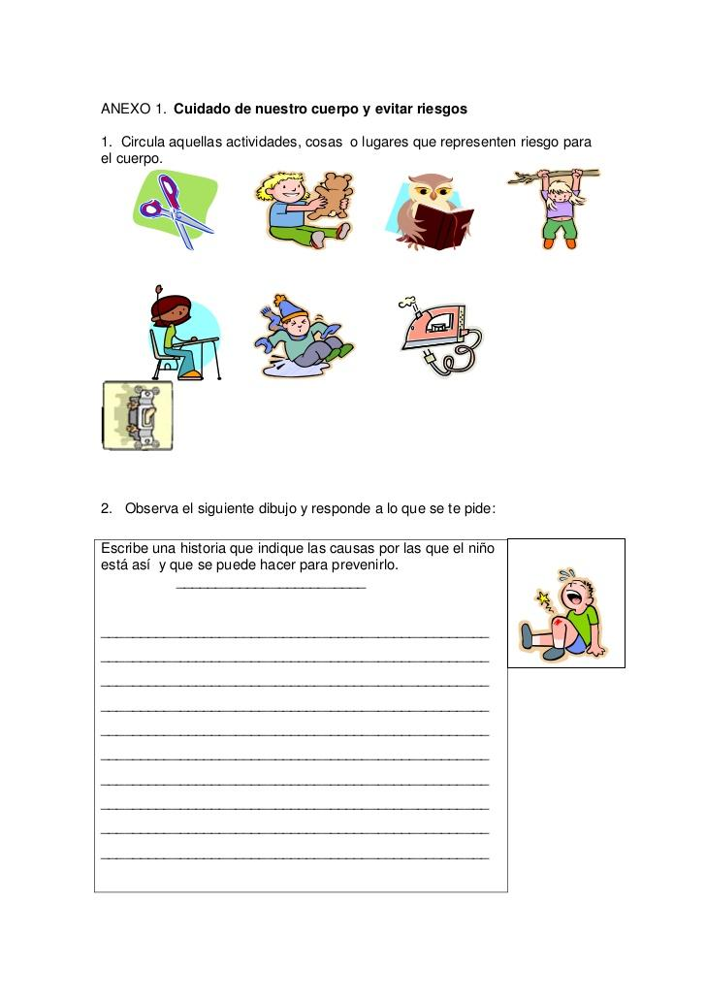 ANEXO 1. Cuidado de nuestro cuerpo y evitar riesgos
1. Circula aquellas actividades, cosas o lugares que representen riesgo para
el cuerpo.
2. Observa el siguiente dibujo y responde a lo que se te pide:
Escribe una historia que indique las causas por las que el niño
está así y que se puede hacer para prevenirlo.